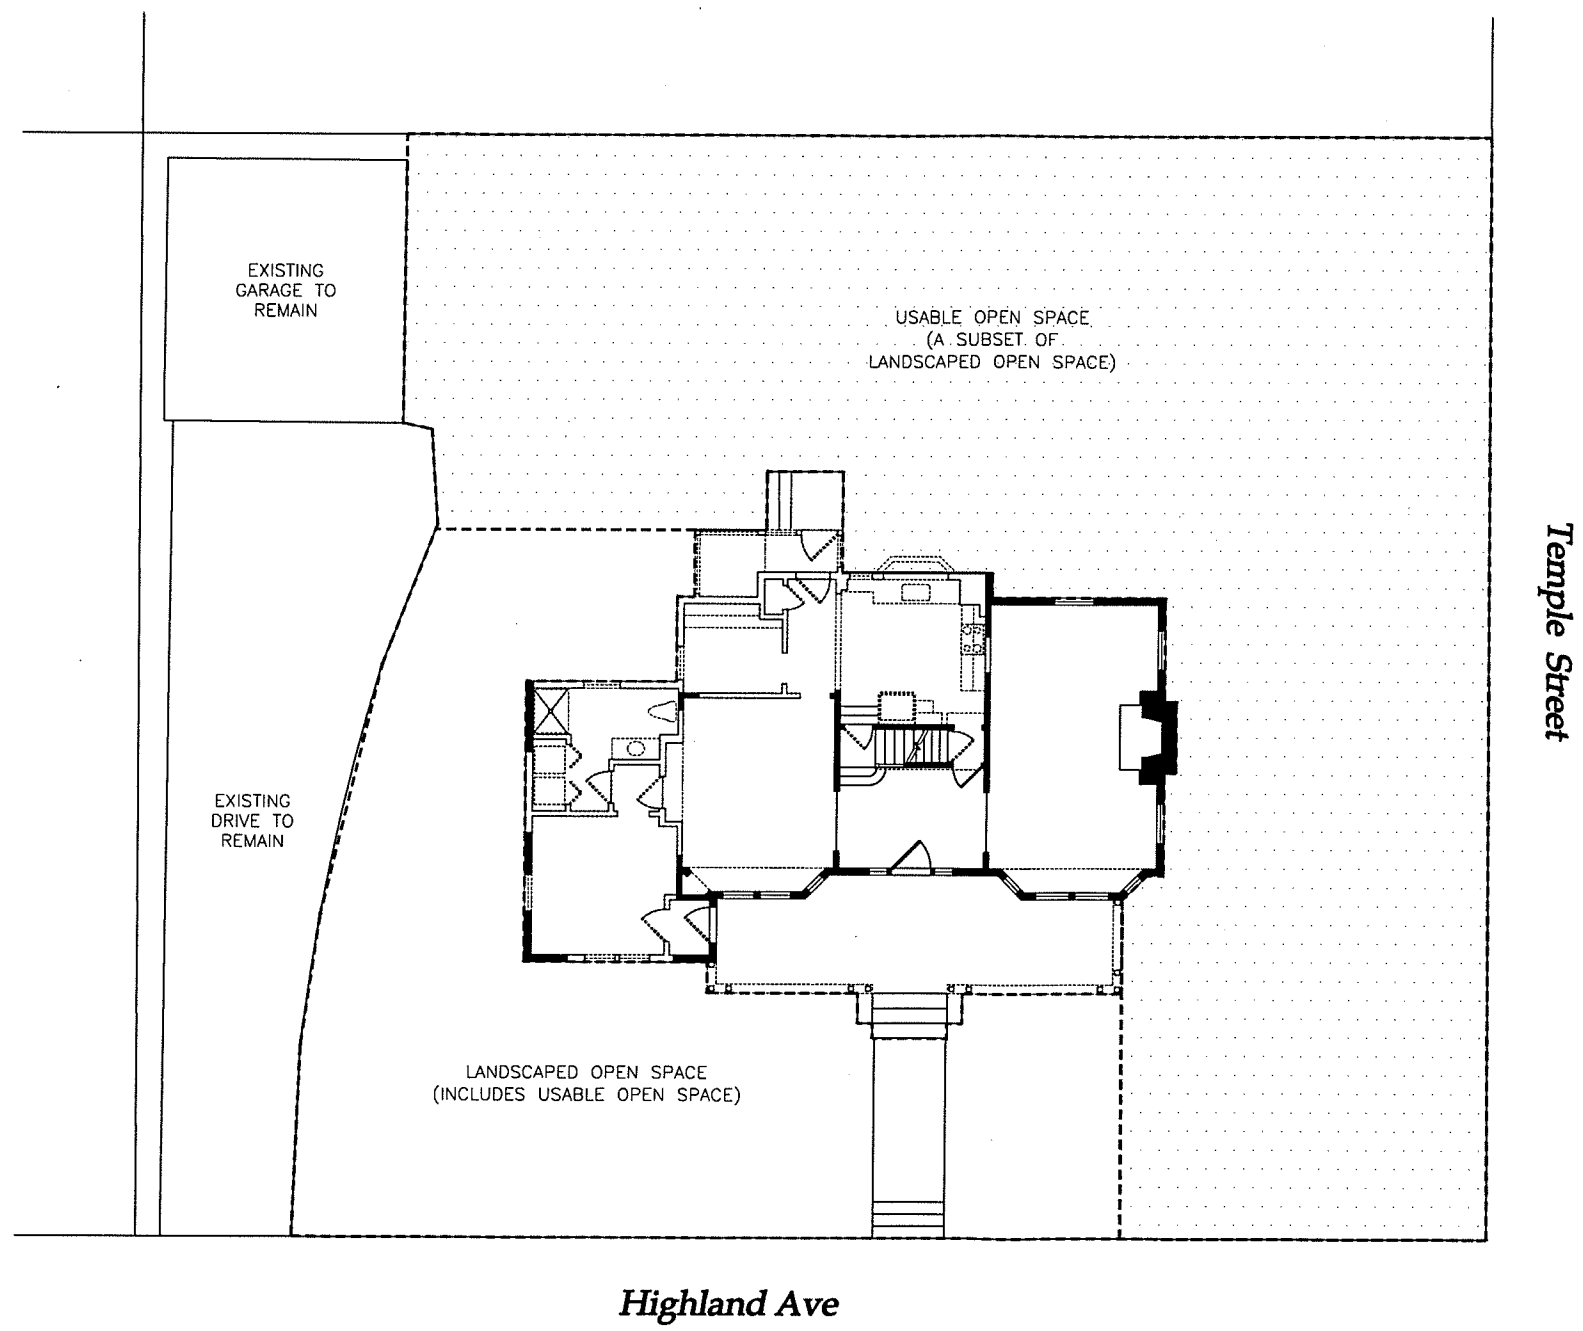 EXISTING
GARAGE TO
REMAIN
USABLE OPEN SPACE
(A SUBSET OF
LANDSCAPED OPEN SPACE)
Temple Street
EXISTING
DRIVE TO
REMAIN
LANDSCAPED OPEN SPACE
(INCLUDES USABLE OPEN SPACE)
Highland Ave